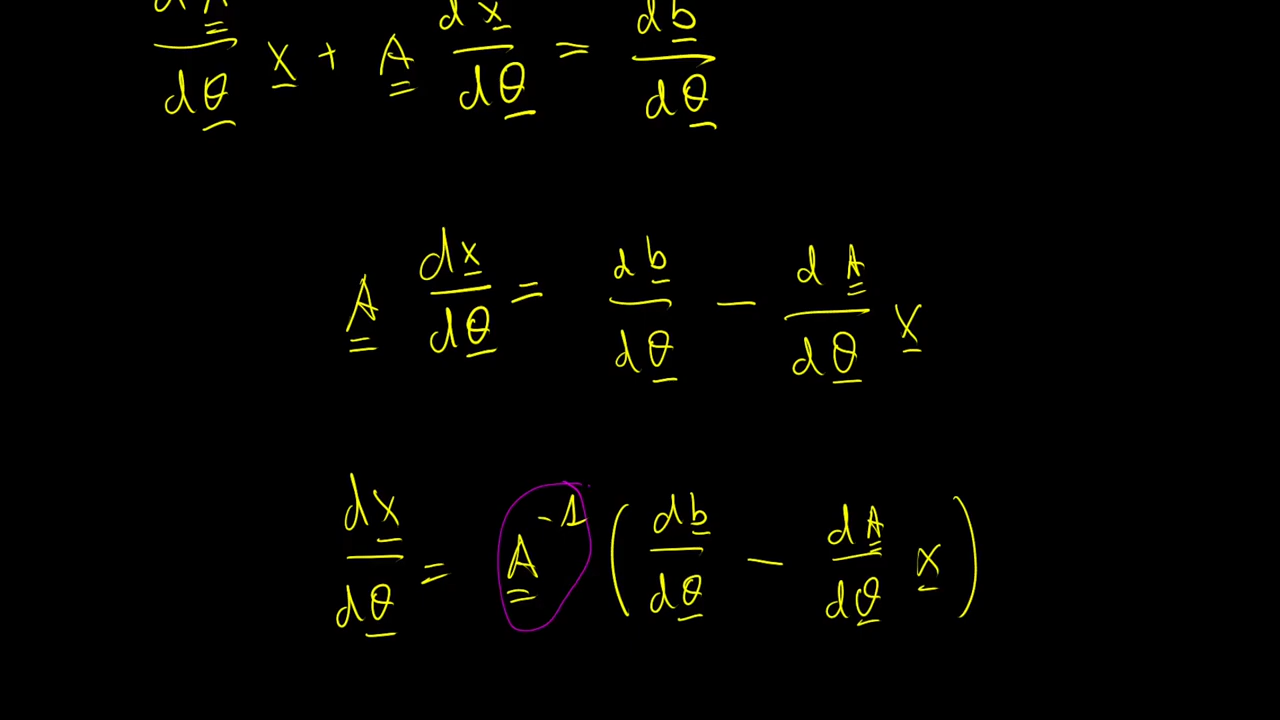 dA/dθ x + A dx/dθ = db/dθ
A dx/dθ = db/dθ - dA/dθ x
dx/dθ = A^-1 ( db/dθ - dA/dθ x )